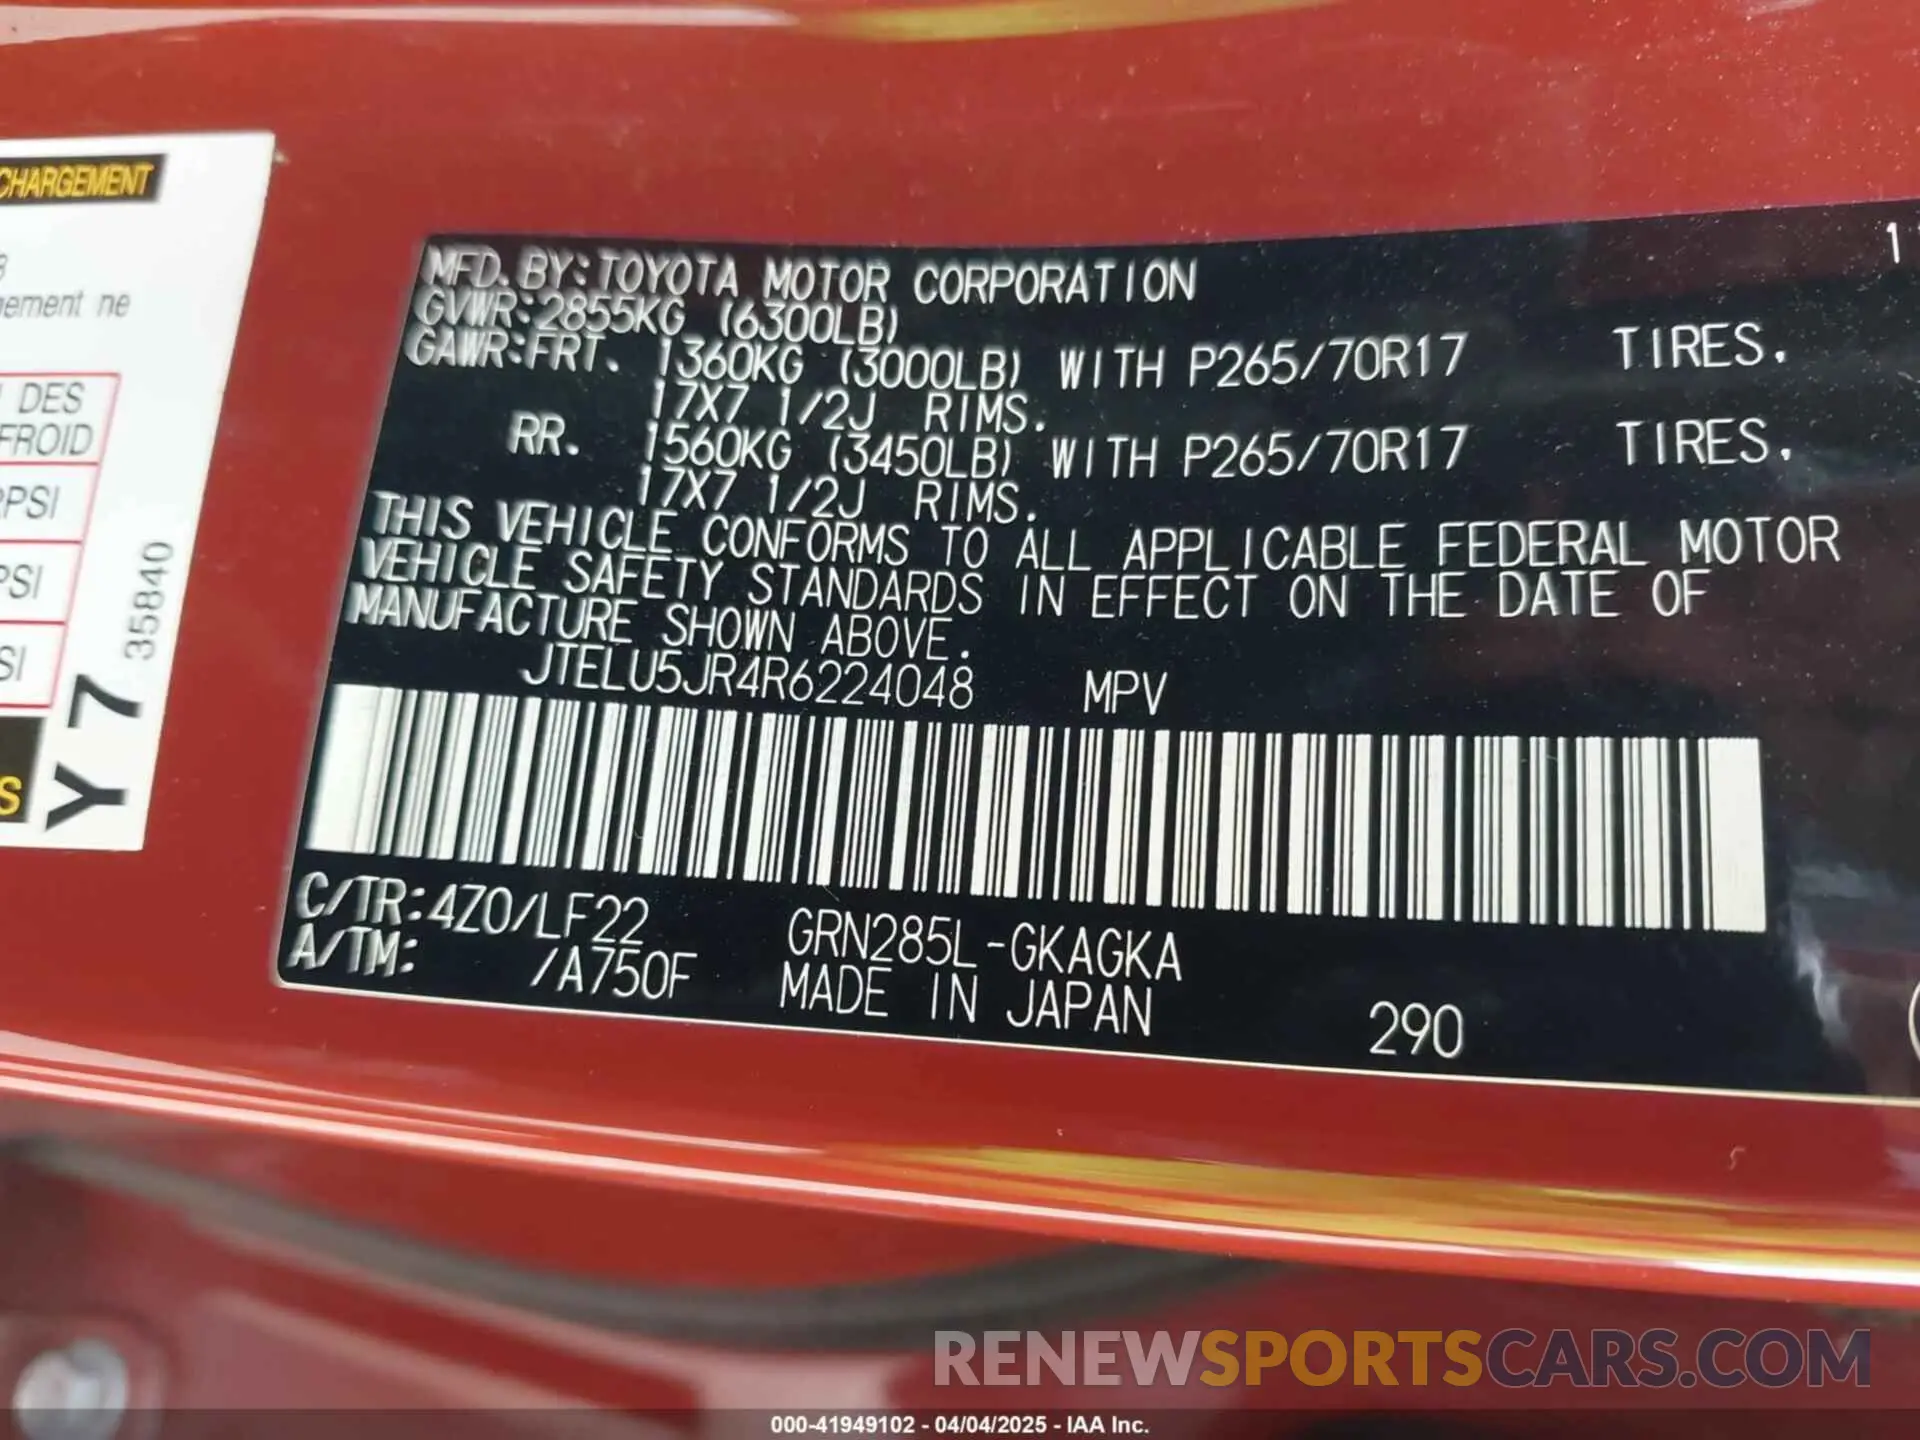 CHARGEMENT
ement ne
DES
FROID
PSI
PSI
SI
S
Y7
35840
MFD. BY: TOYOTA MOTOR CORPORATION
GVWR: 2855KG (6300LB)
GAWR: FRT. 1360KG (3000LB) WITH P265/70R17 TIRES.
17X7 1/2J RIMS.
RR. 1560KG (3450LB) WITH P265/70R17 TIRES.
17X7 1/2J RIMS.
THIS VEHICLE CONFORMS TO ALL APPLICABLE FEDERAL MOTOR
VEHICLE SAFETY STANDARDS IN EFFECT ON THE DATE OF
MANUFACTURE SHOWN ABOVE.
JTELU5JR4R6224048 MPV
C/TR: 4Z0/LF22 GRN285L-GKAGKA
A/TM: /A750F MADE IN JAPAN 290
RENEWSPORTSCARS.COM
000-41949102 - 04/04/2025 - IAA Inc.